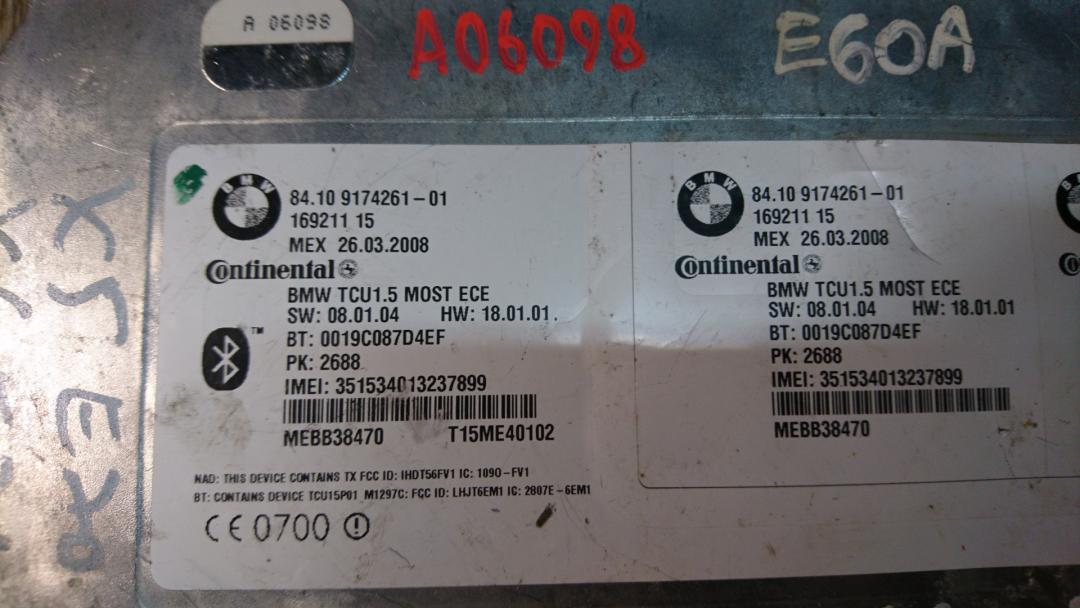 A 06098
A06098
E60A
BMW
84.10 9174261-01
169211 15
MEX 26.03.2008
Continental
BMW TCU1.5 MOST ECE
SW: 08.01.04 HW: 18.01.01.
™
BT: 0019C087D4EF
PK: 2688
IMEI: 351534013237899
MEBB38470 T15ME40102
NAD: THIS DEVICE CONTAINS TX FCC ID: IHDT56FV1 IC: 1090-FV1
BT: CONTAINS DEVICE TCU15P01 M1297C: FCC ID: LHJT6EM1 IC: 2807E-6EM1
CE 0700
BMW
84.10 9174261-01
169211 15
MEX 26.03.2008
Continental
BMW TCU1.5 MOST ECE
SW: 08.01.04 HW: 18.01.01
BT: 0019C087D4EF
PK: 2688
IMEI: 351534013237899
MEBB38470